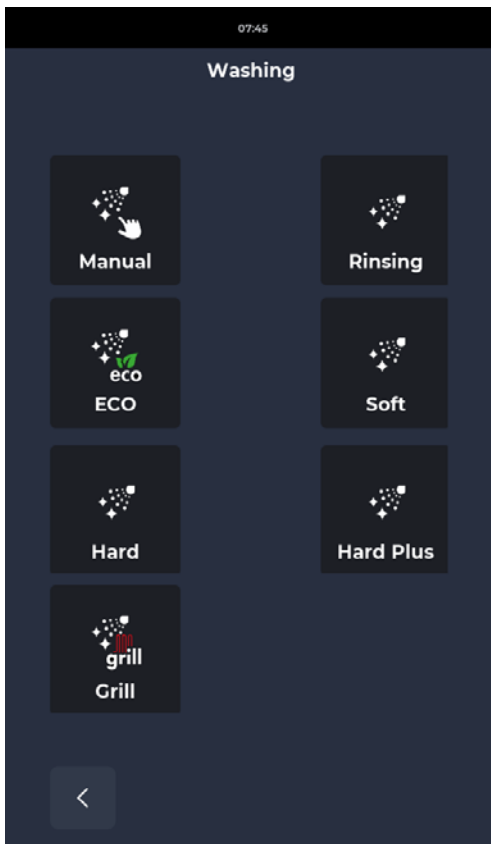 07:45
Washing
Manual
Rinsing
eco
ECO
Soft
Hard
Hard Plus
grill
Grill